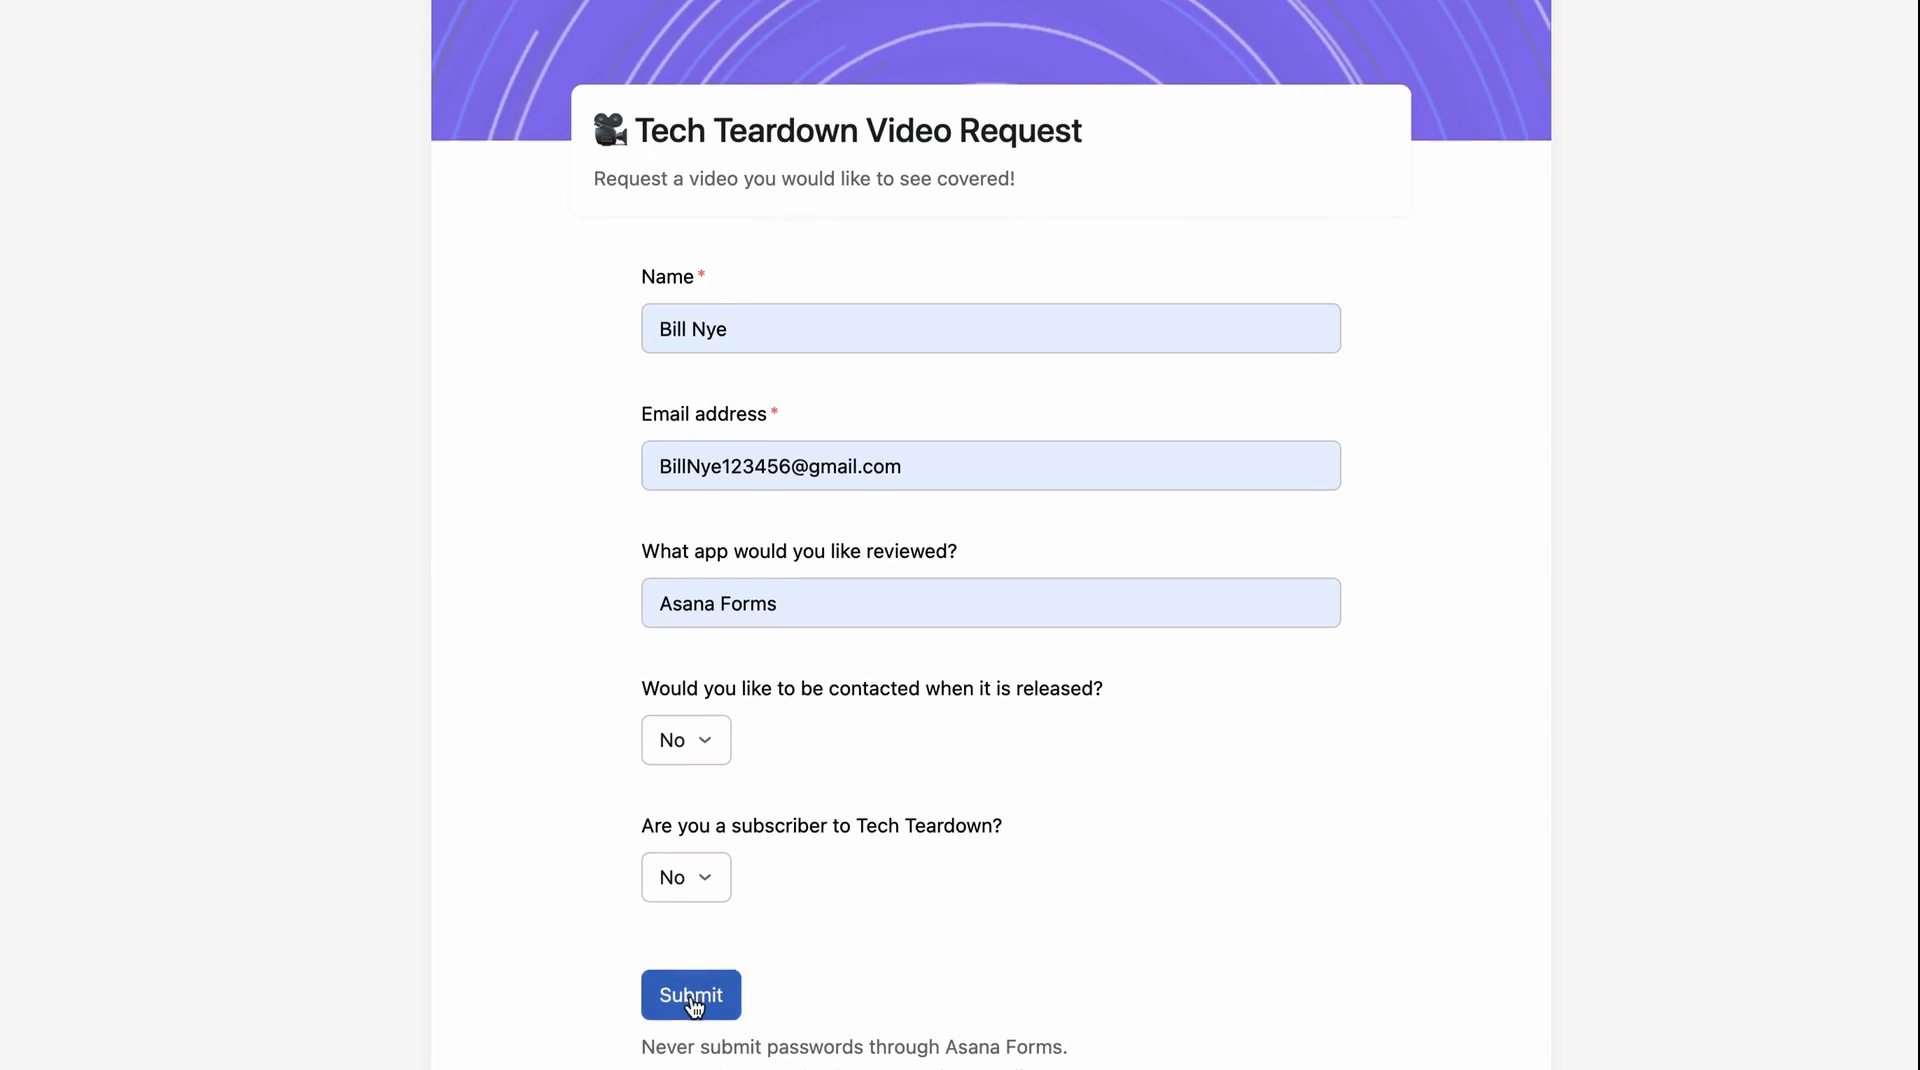 Tech Teardown Video Request
Request a video you would like to see covered!
Name *
Bill Nye
Email address *
BillNye123456@gmail.com
What app would you like reviewed?
Asana Forms
Would you like to be contacted when it is released?
No
Are you a subscriber to Tech Teardown?
No
Submit
Never submit passwords through Asana Forms.